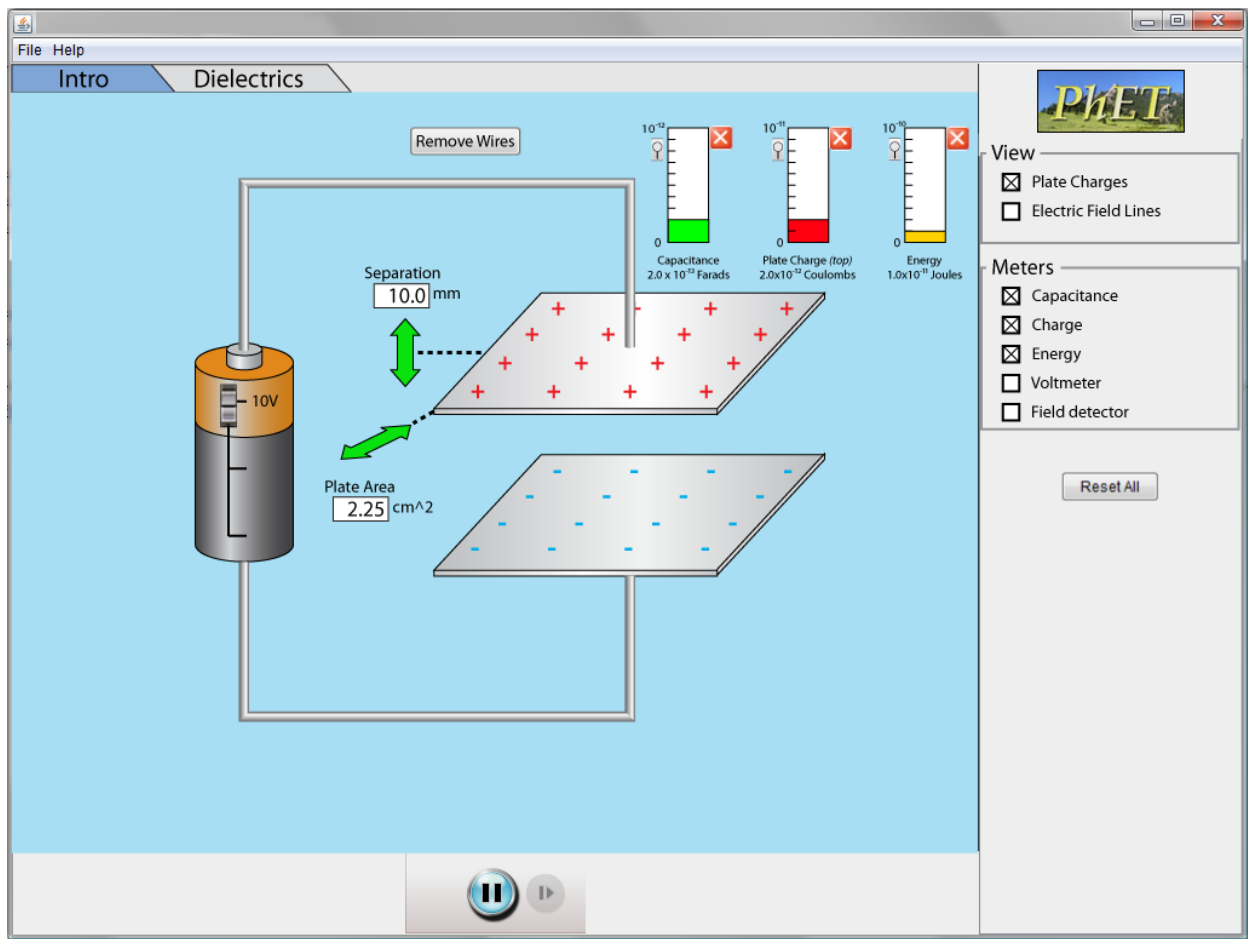 File Help
Intro
Dielectrics
PhET
Remove Wires
10⁻¹²
0
Capacitance
2.0 x 10⁻¹³ Farads
10⁻¹¹
0
Plate Charge (top)
2.0x10⁻¹² Coulombs
10⁻¹⁰
0
Energy
1.0x10⁻¹¹ Joules
Separation
10.0 mm
10V
Plate Area
2.25 cm^2
View
Plate Charges
Electric Field Lines
Meters
Capacitance
Charge
Energy
Voltmeter
Field detector
Reset All